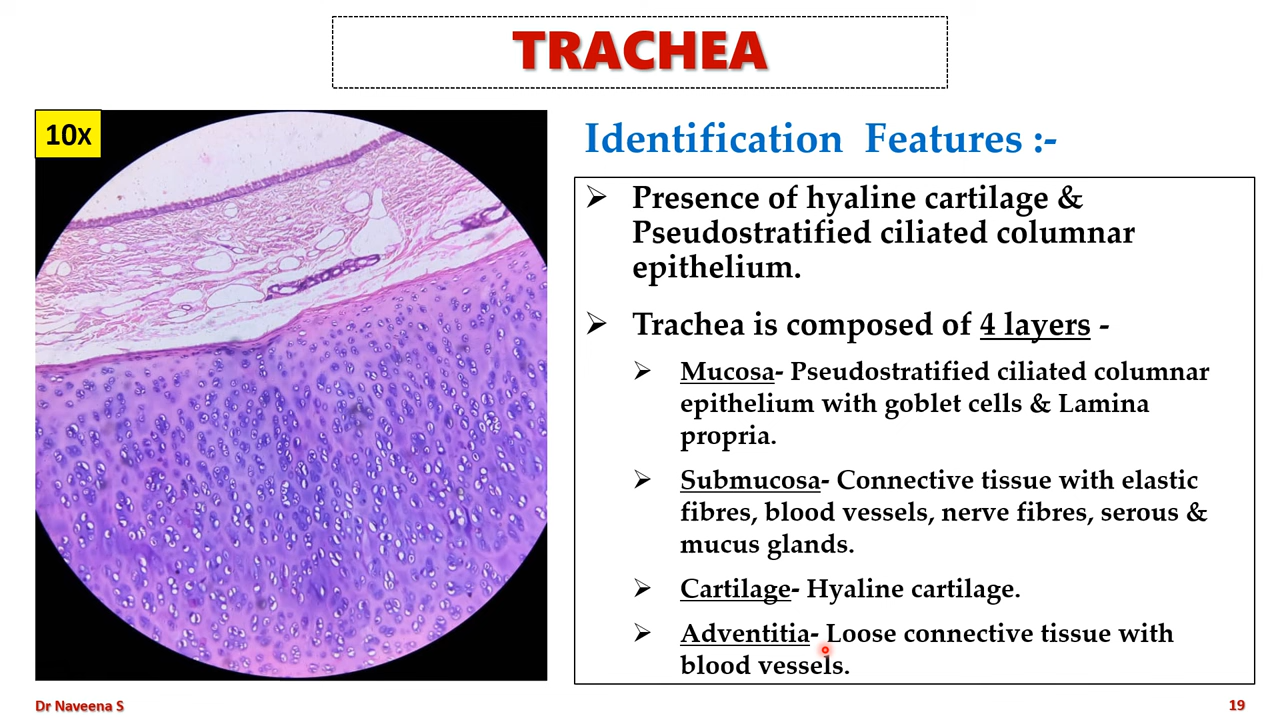 TRACHEA
10x
Identification Features :-
➢ Presence of hyaline cartilage &
Pseudostratified ciliated columnar
epithelium.
➢ Trachea is composed of 4 layers -
➢ Mucosa- Pseudostratified ciliated columnar
epithelium with goblet cells & Lamina
propria.
➢ Submucosa- Connective tissue with elastic
fibres, blood vessels, nerve fibres, serous &
mucus glands.
➢ Cartilage- Hyaline cartilage.
➢ Adventitia- Loose connective tissue with
blood vessels.
Dr Naveena S
19